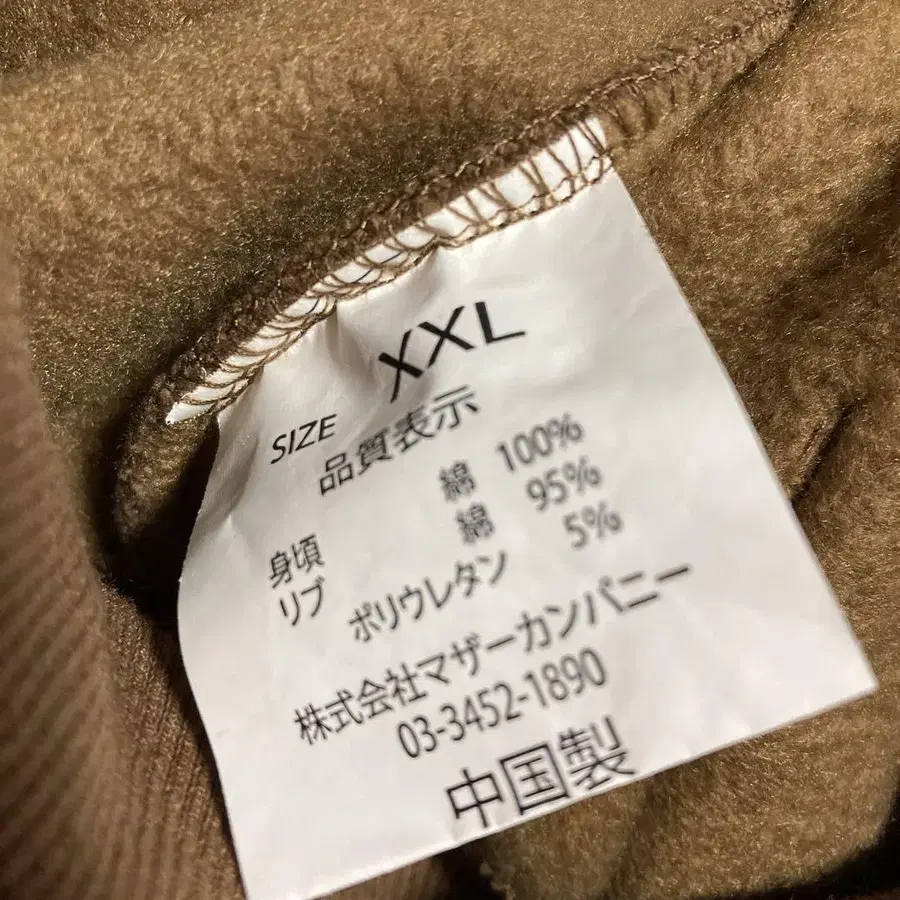 SIZE XXL
品質表示
身頃 綿 100%
リブ 綿 95%
ポリウレタン 5%
株式会社マザーカンパニー
03-3452-1890
中国製